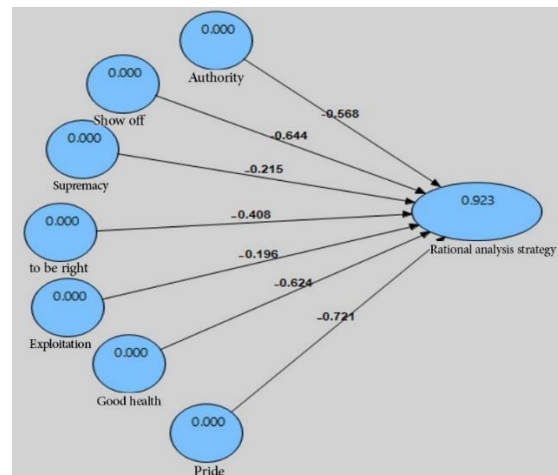 0.000
Authority
0.000
Show off
0.000
Supremacy
0.000
to be right
0.000
Exploitation
0.000
Good health
0.000
Pride
-0.568
-0.644
-0.215
-0.408
-0.196
-0.624
-0.721
0.923
Rational analysis strategy